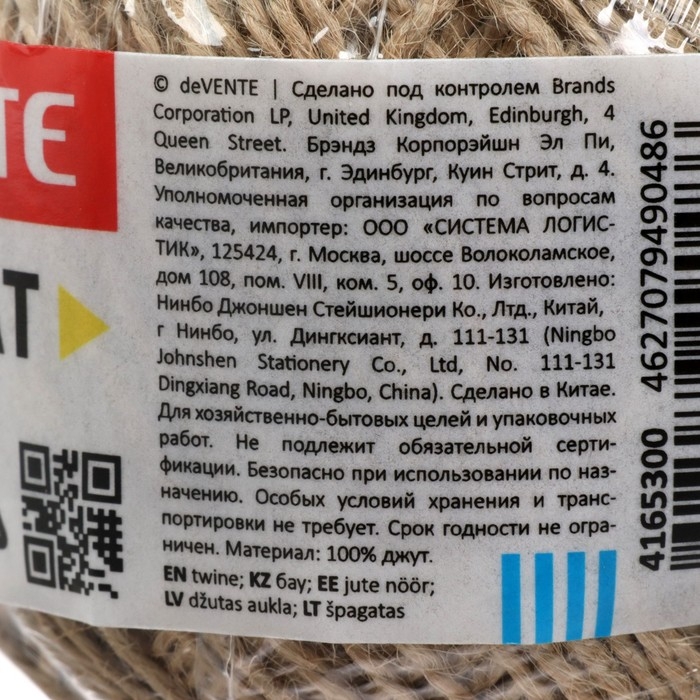 TE
АТ
© deVENTE | Сделано под контролем Brands
Corporation LP, United Kingdom, Edinburgh, 4
Queen Street. Брэндз Корпорэйшн Эл Пи,
Великобритания, г. Эдинбург, Куин Стрит, д. 4.
Уполномоченная организация по вопросам
качества, импортер: ООО «СИСТЕМА ЛОГИС-
ТИК», 125424, г. Москва, шоссе Волоколамское,
дом 108, пом. VIII, ком. 5, оф. 10. Изготовлено:
Нинбо Джоншен Стейшионери Ко., Лтд., Китай,
г Нинбо, ул. Дингксиант, д. 111-131 (Ningbo
Johnshen Stationery Co., Ltd, No. 111-131
Dingxiang Road, Ningbo, China). Сделано в Китае.
Для хозяйственно-бытовых целей и упаковочных
работ. Не подлежит обязательной серти-
фикации. Безопасно при использовании по наз-
начению. Особых условий хранения и транс-
портировки не требует. Срок годности не огра-
ничен. Материал: 100% джут.
EN twine; KZ бау; EE jute nöör;
LV džutas aukla; LT špagatas
4165300 4627079490486